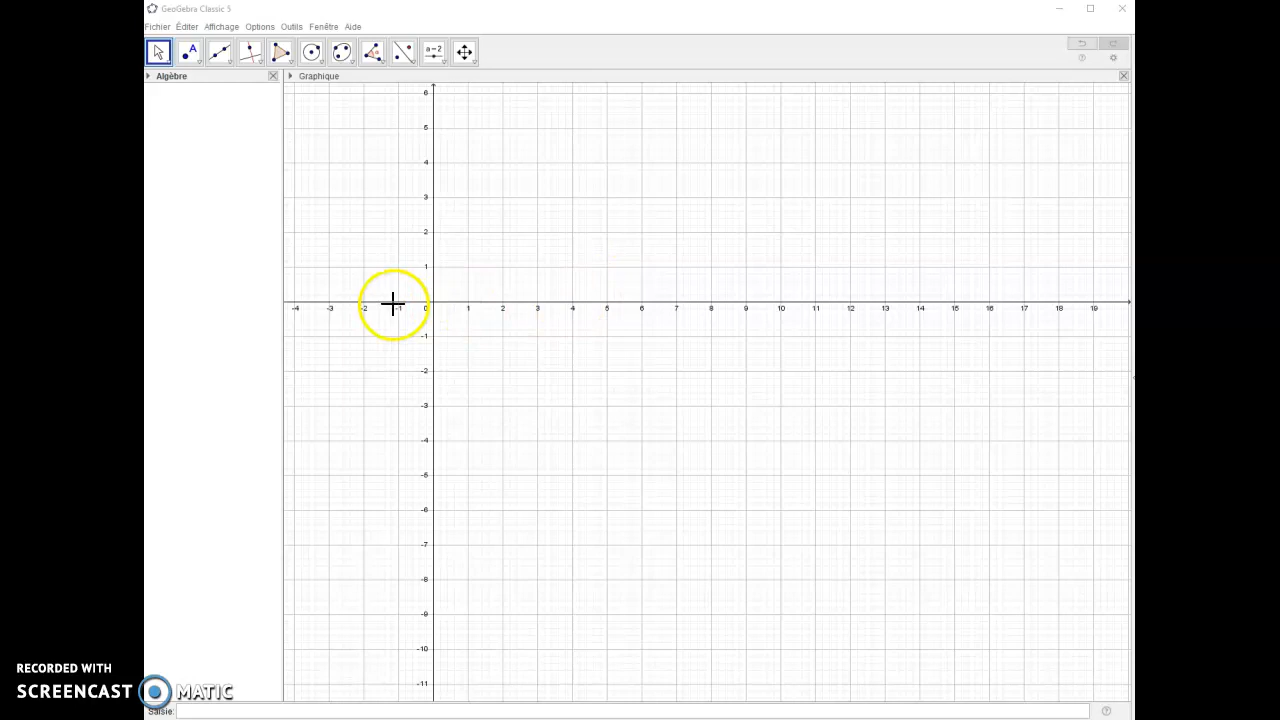 GeoGebra Classic 5
Fichier Éditer Affichage Options Outils Fenêtre Aide
A
α
a=2
Algèbre
Graphique
6
5
4
3
2
1
-4 -3 -2 -1 0 1 2 3 4 5 6 7 8 9 10 11 12 13 14 15 16 17 18 19
-1
-2
-3
-4
-5
-6
-7
-8
-9
-10
-11
RECORDED WITH
SCREENCAST MATIC
Saisie: